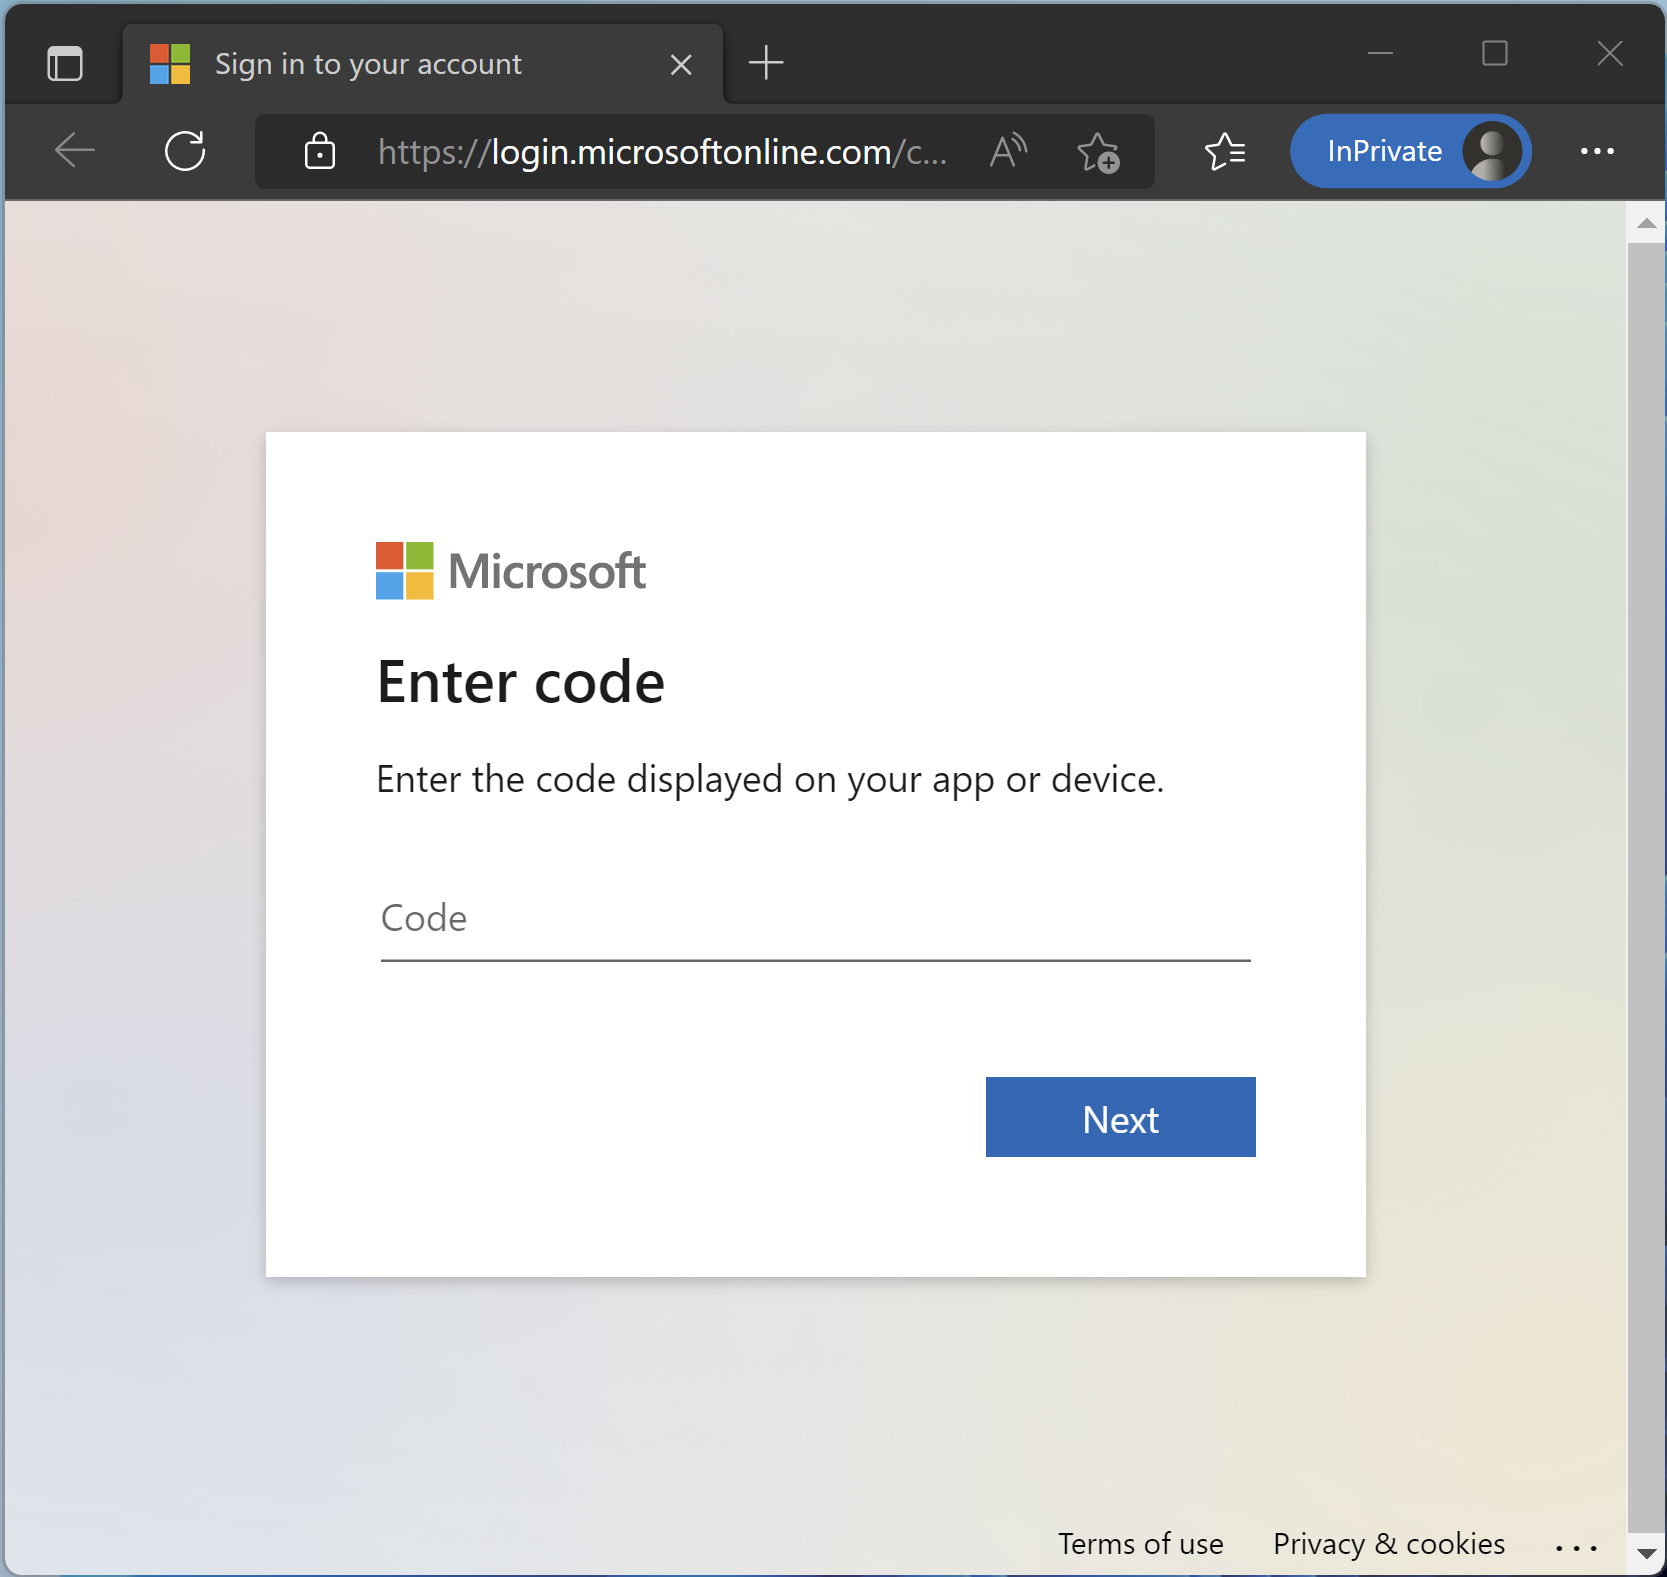 Sign in to your account
https://login.microsoftonline.com/c...
InPrivate
Microsoft
Enter code
Enter the code displayed on your app or device.
Code
Next
Terms of use
Privacy & cookies